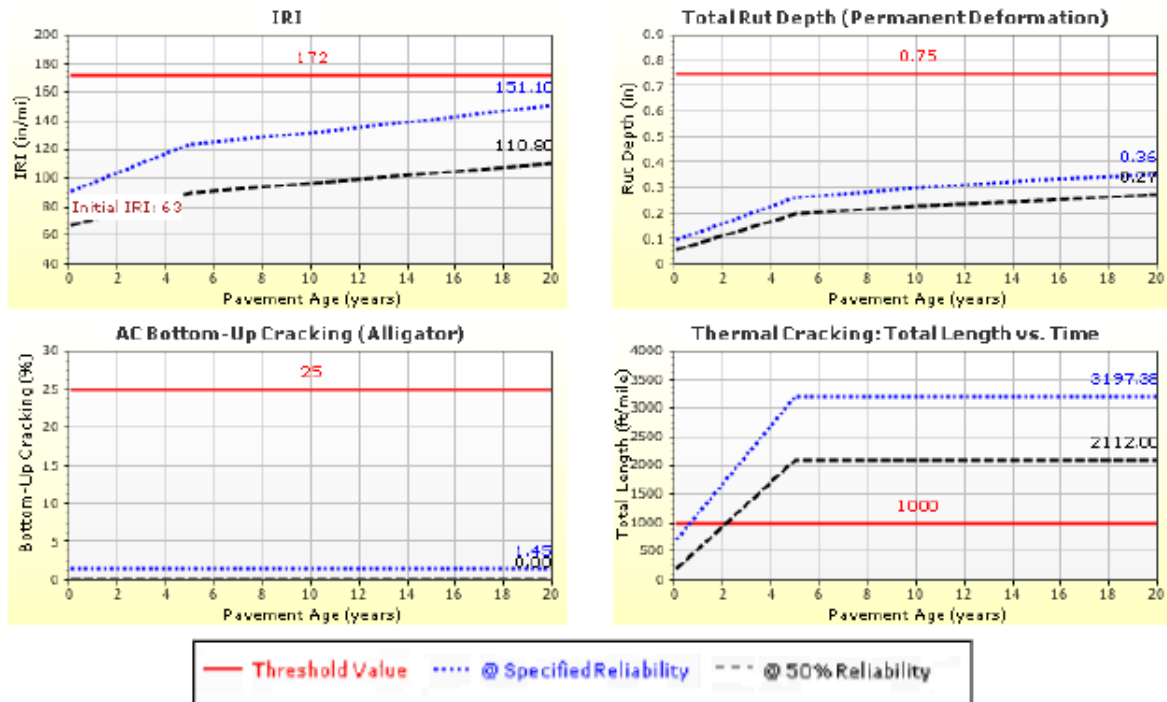 IRI
IRI (in/mi)
200
180
160
140
120
100
80
60
40
172
151.10
110.80
Initial IRI: 63
0 2 4 6 8 10 12 14 16 18 20
Pavement Age (years)
Total Rut Depth (Permanent Deformation)
Rut Depth (in)
0.9
0.8
0.7
0.6
0.5
0.4
0.3
0.2
0.1
0
0.75
0.36
0.27
0 2 4 6 8 10 12 14 16 18 20
Pavement Age (years)
AC Bottom-Up Cracking (Alligator)
Bottom-Up Cracking (%)
30
25
20
15
10
5
0
25
1.45
0.00
0 2 4 6 8 10 12 14 16 18 20
Pavement Age (years)
Thermal Cracking: Total Length vs. Time
Total Length (ft/mile)
4000
3500
3000
2500
2000
1500
1000
500
0
3197.38
2112.00
1000
0 2 4 6 8 10 12 14 16 18 20
Pavement Age (years)
Threshold Value @ Specified Reliability @ 50% Reliability